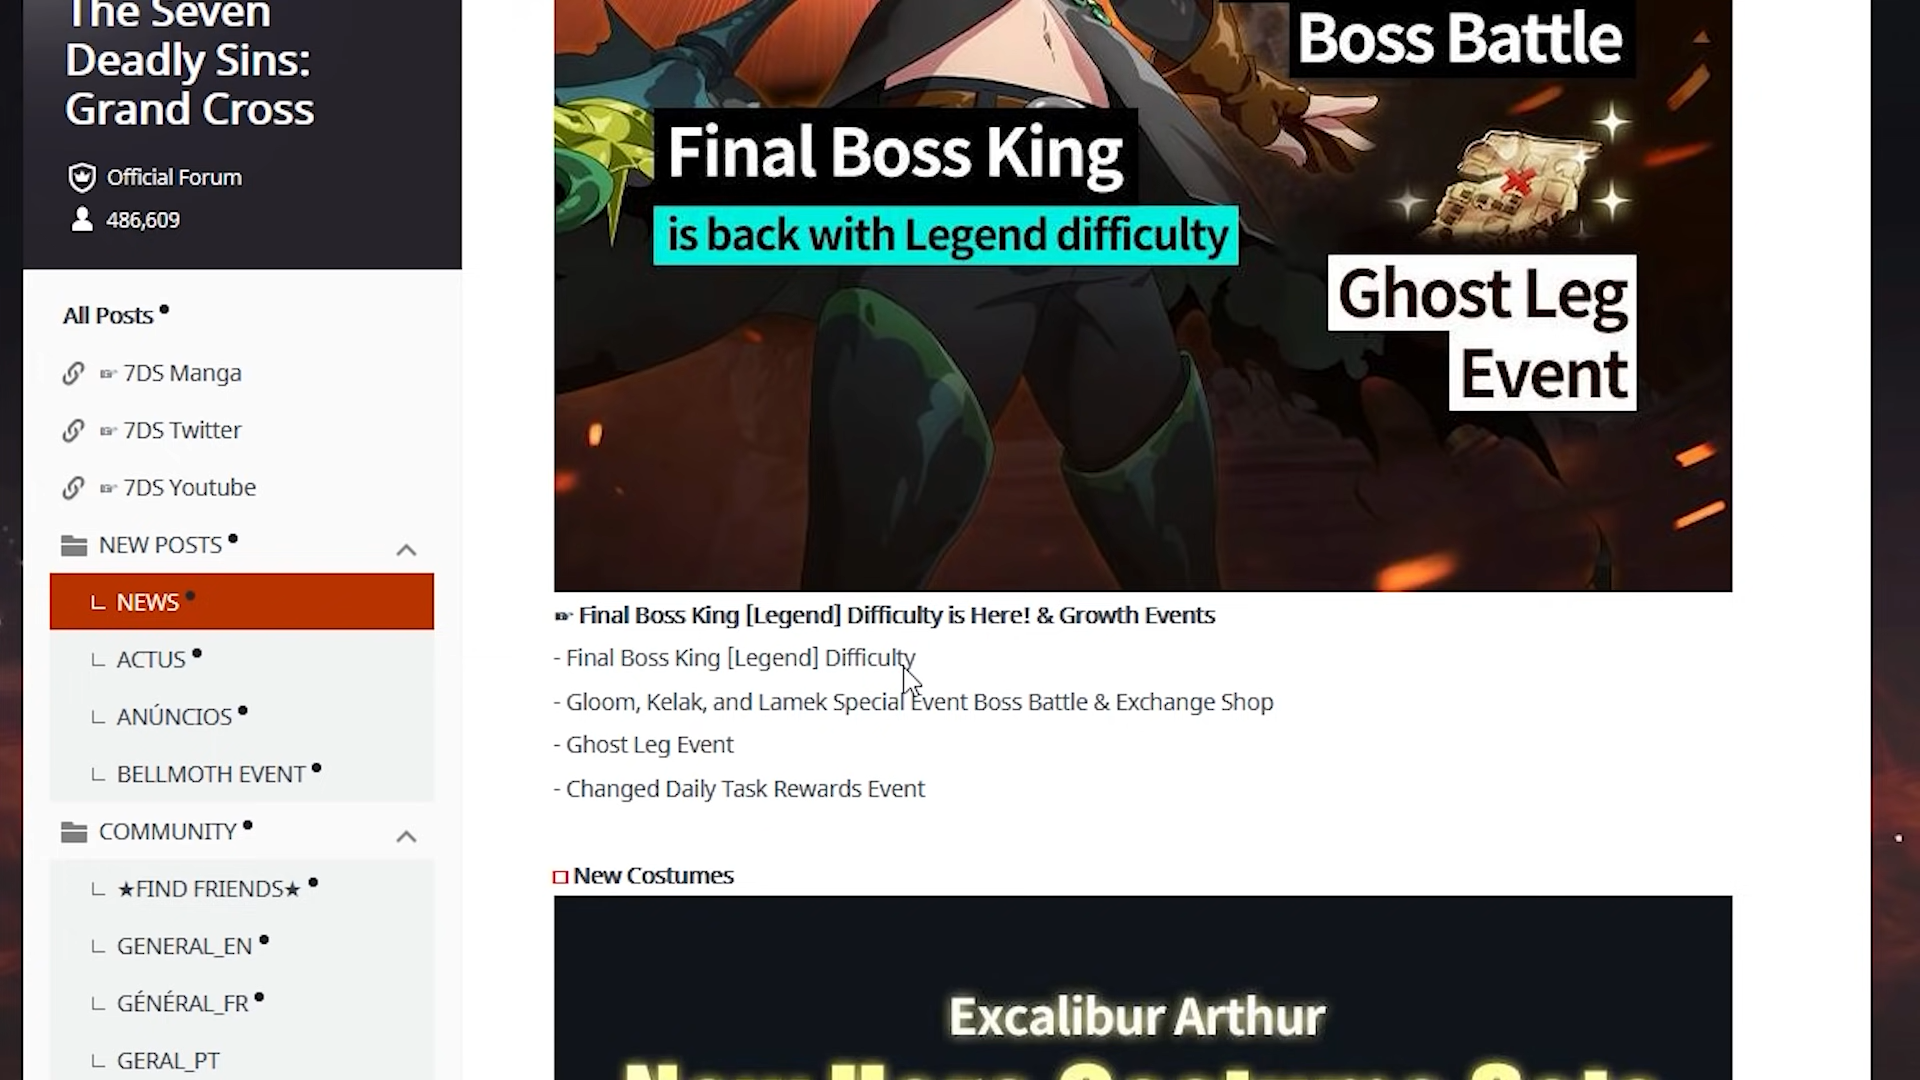 The Seven
Deadly Sins:
Grand Cross
Official Forum
486,609
All Posts
7DS Manga
7DS Twitter
7DS Youtube
NEW POSTS
NEWS
ACTUS
ANÚNCIOS
BELLMOTH EVENT
COMMUNITY
★FIND FRIENDS★
GENERAL_EN
GÉNÉRAL_FR
GERAL_PT
Boss Battle
Final Boss King
is back with Legend difficulty
Ghost Leg
Event
☛ Final Boss King [Legend] Difficulty is Here! & Growth Events
- Final Boss King [Legend] Difficulty
- Gloom, Kelak, and Lamek Special Event Boss Battle & Exchange Shop
- Ghost Leg Event
- Changed Daily Task Rewards Event
New Costumes
Excalibur Arthur